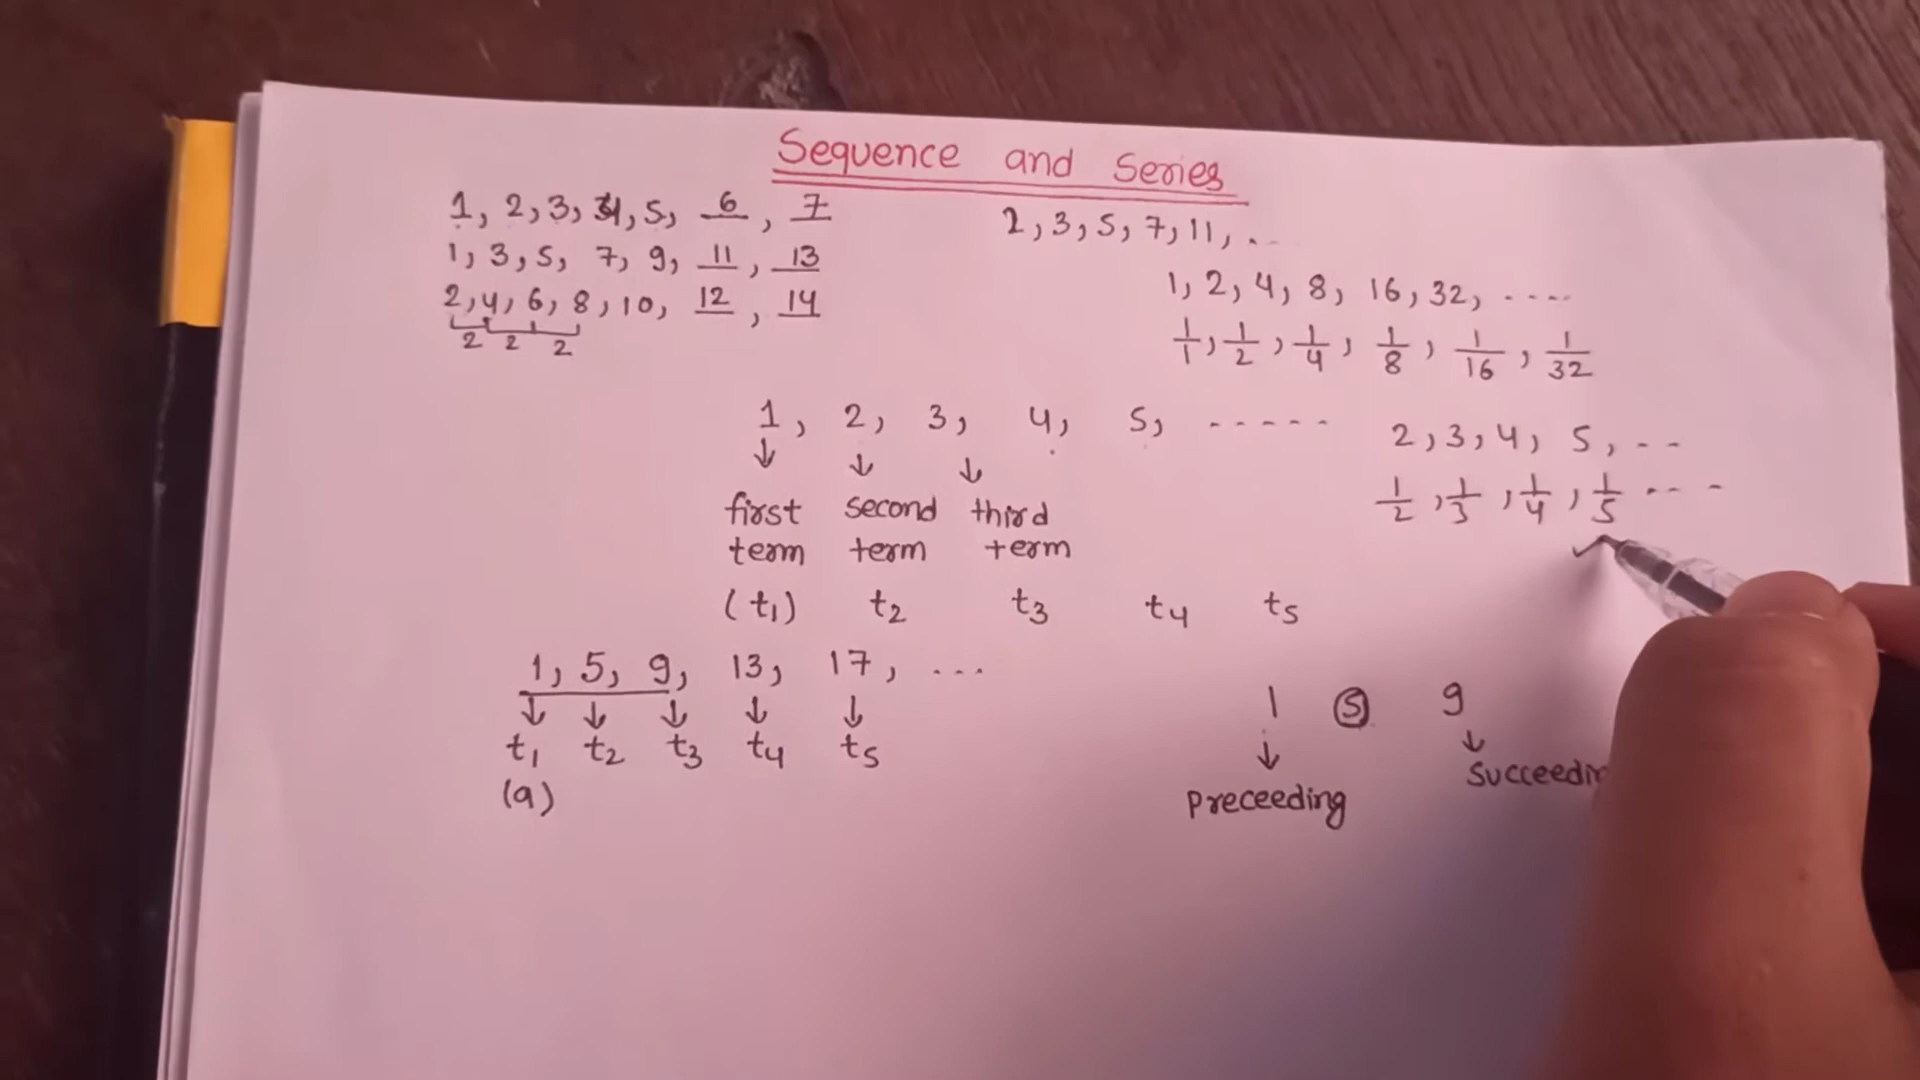 Sequence and Series
1, 2, 3, 4, 5, 6, 7
2, 3, 5, 7, 11, ..
1, 3, 5, 7, 9, 11, 13
1, 2, 4, 8, 16, 32, ....
2, 4, 6, 8, 10, 12, 14
2 2 2
1/1, 1/2, 1/4, 1/8, 1/16, 1/32
1, 2, 3, 4, 5, -----
2, 3, 4, 5, --
↓ ↓ ↓
1/2, 1/3, 1/4, 1/5 ---
first second third
term term term
(t₁) t₂ t₃ t₄ t₅
1, 5, 9, 13, 17, ...
1 5 9
↓ ↓ ↓ ↓ ↓
t₁ t₂ t₃ t₄ t₅
↓ ↓
(a)
preceeding